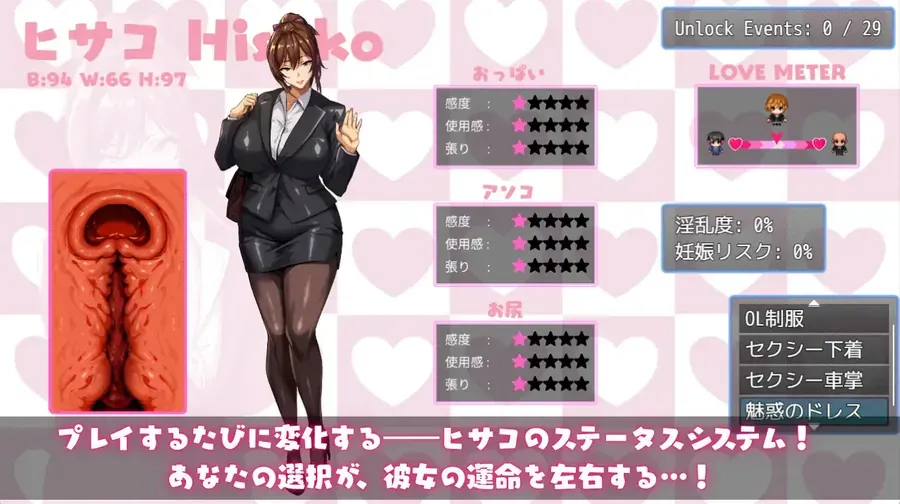 ヒサコ Hisako
B:94 W:66 H:97
おっぱい
感度 : ★★★★★
使用感: ★★★★★
張り : ★★★★★
アソコ
感度 : ★★★★★
使用感: ★★★★★
張り : ★★★★★
お尻
感度 : ★★★★★
使用感: ★★★★★
張り : ★★★★★
Unlock Events: 0 / 29
LOVE METER
淫乱度: 0%
妊娠リスク: 0%
OL制服
セクシー下着
セクシー車掌
魅惑のドレス
プレイするたびに変化する──ヒサコのステータスシステム!
あなたの選択が、彼女の運命を左右する…!